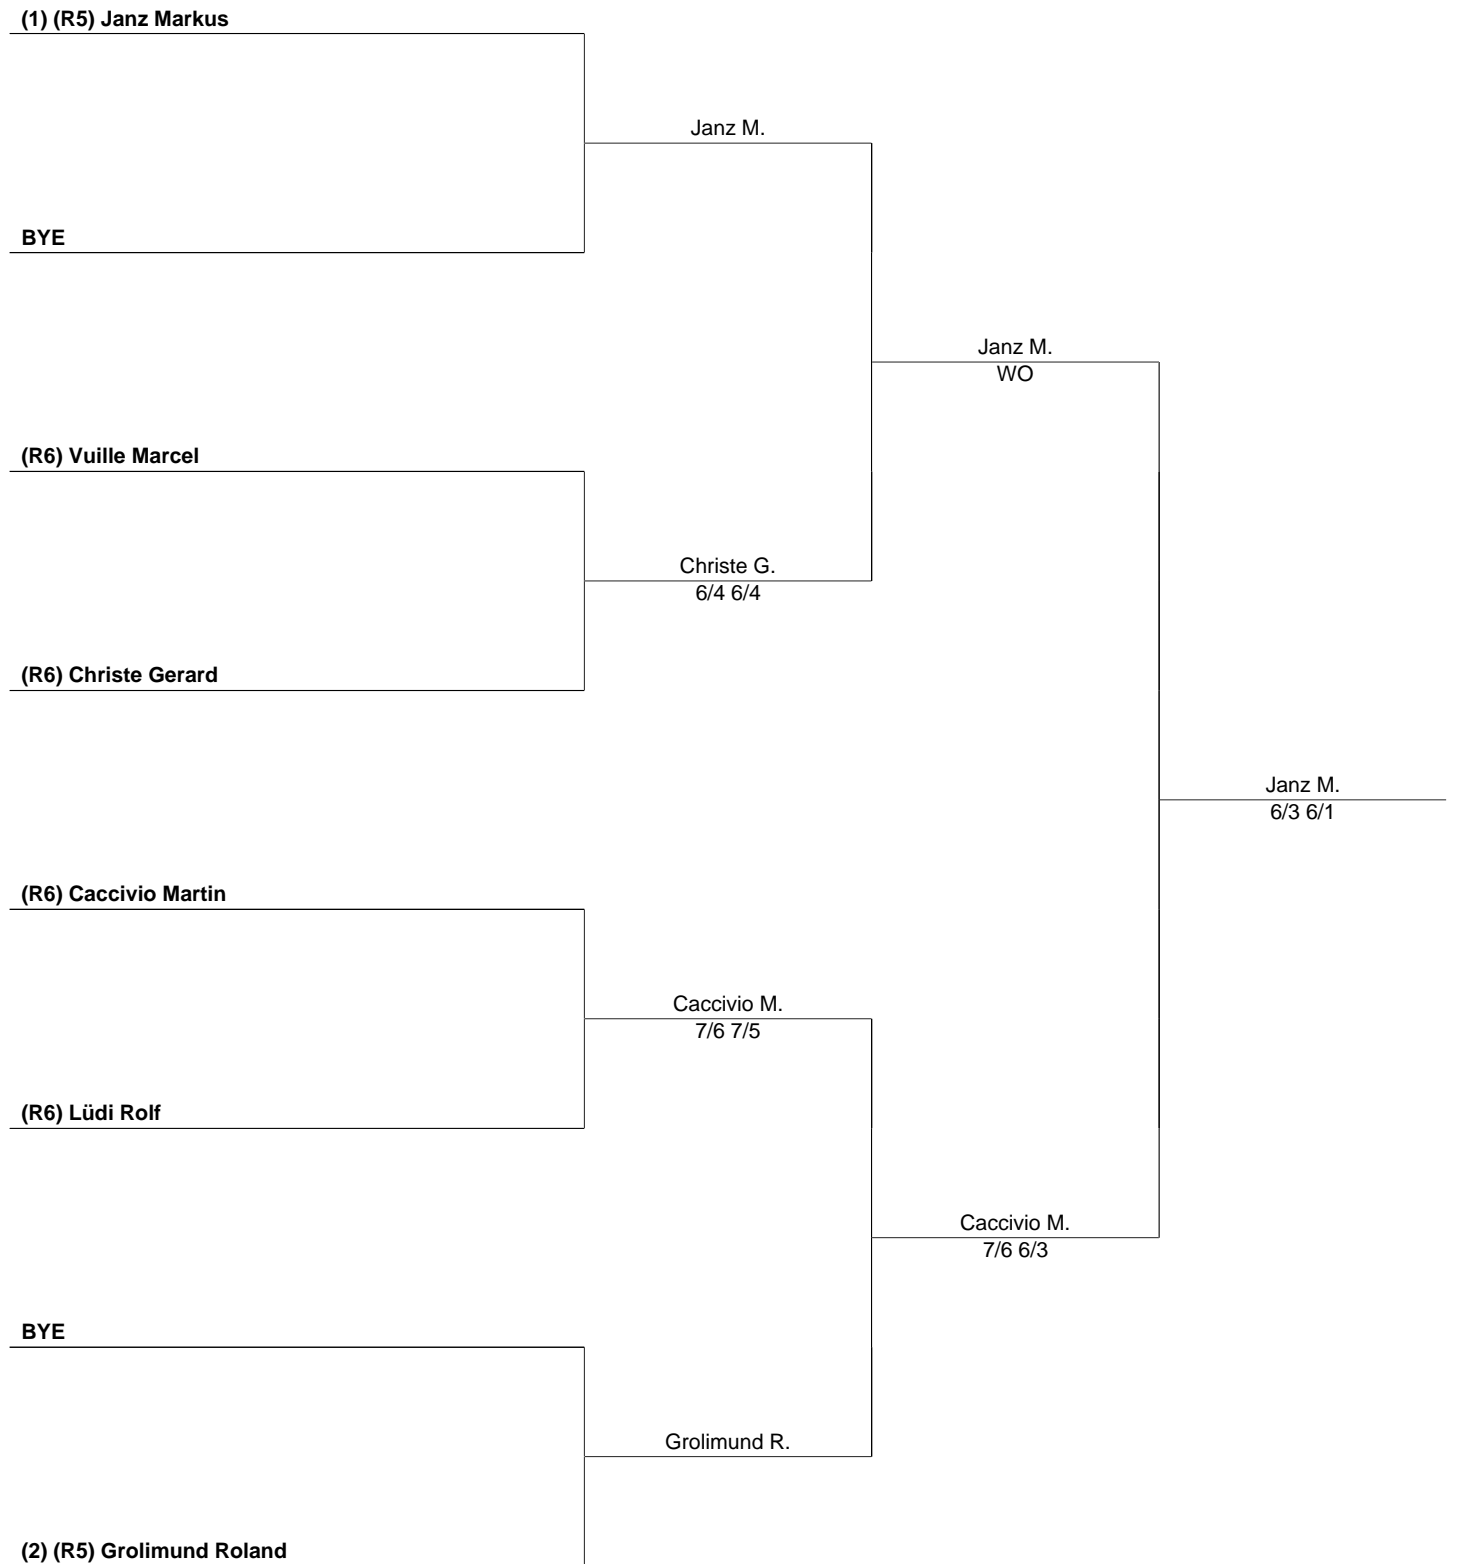 (1) (R5) Janz Markus
Janz M.
BYE
Janz M.
WO
(R6) Vuille Marcel
Christe G.
6/4 6/4
(R6) Christe Gerard
Janz M.
6/3 6/1
(R6) Caccivio Martin
Caccivio M.
7/6 7/5
(R6) Lüdi Rolf
Caccivio M.
7/6 6/3
BYE
Grolimund R.
(2) (R5) Grolimund Roland